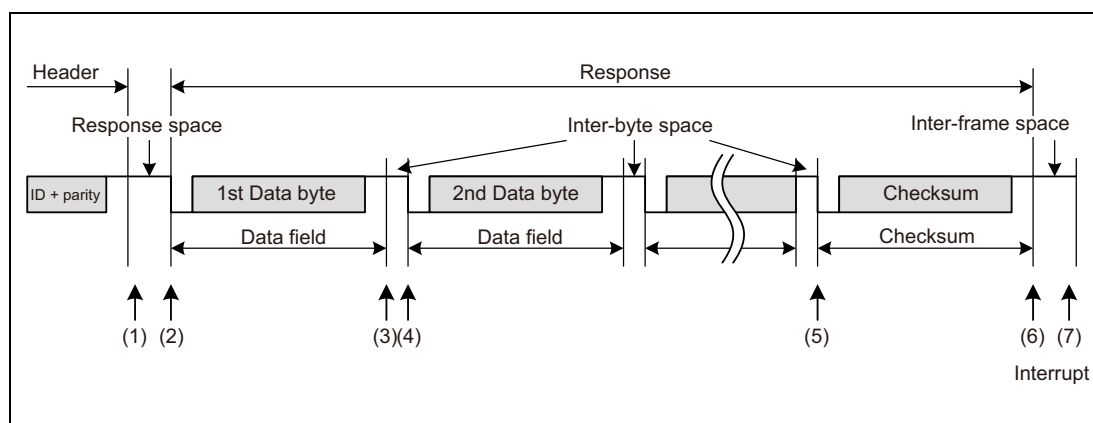 Header
Response
Response space
Inter-byte space
Inter-frame space
ID + parity
1st Data byte
2nd Data byte
Checksum
Data field
Data field
Checksum
(1)
(2)
(3)
(4)
(5)
(6)
(7)
Interrupt